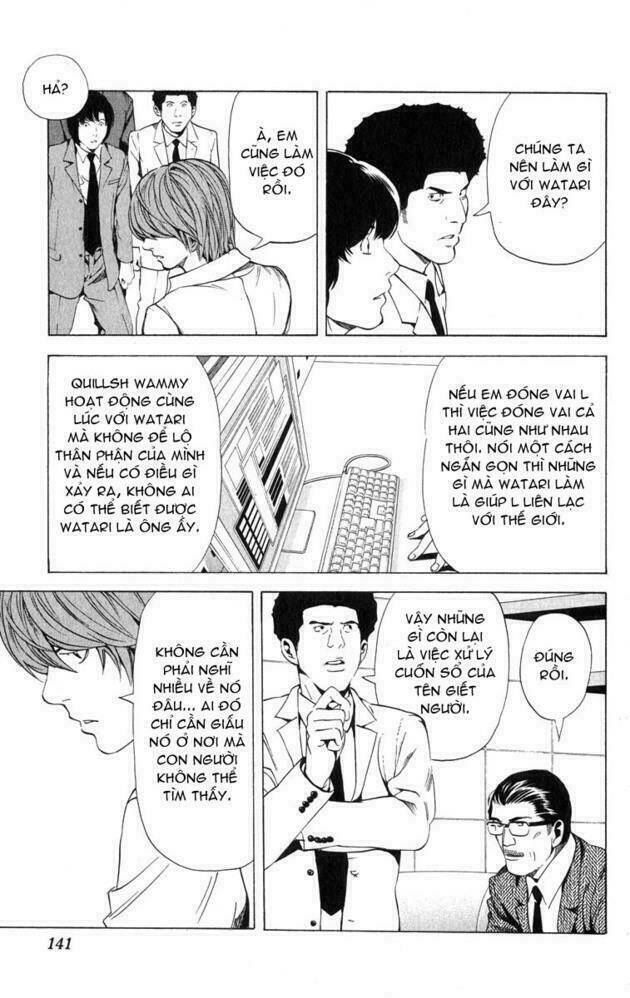 CHÚNG TA
NÊN LÀM GÌ
VỚI WATARI
ĐÂY?
À, EM
CŨNG LÀM
VIỆC ĐÓ
RỒI.
HẢ?
NẾU EM ĐÓNG VAI L
THÌ VIỆC ĐÓNG VAI CẢ
HAI CŨNG NHƯ NHAU
THÔI. NÓI MỘT CÁCH
NGẮN GỌN THÌ NHỮNG
GÌ MÀ WATARI LÀM
LÀ GIÚP L LIÊN LẠC
VỚI THẾ GIỚI.
QUILLSH WAMMY
HOẠT ĐỘNG CÙNG
LÚC VỚI WATARI
MÀ KHÔNG ĐỂ LỘ
THÂN PHẬN CỦA MÌNH
VÀ NẾU CÓ ĐIỀU GÌ
XẢY RA, KHÔNG AI
CÓ THỂ BIẾT ĐƯỢC
WATARI LÀ ÔNG ẤY.
ĐÚNG
RỒI.
VẬY NHỮNG
GÌ CÒN LẠI
LÀ VIỆC XỬ LÝ
CUỐN SỔ CỦA
TÊN GIẾT
NGƯỜI.
KHÔNG CẦN
PHẢI NGHĨ
NHIỀU VỀ NÓ
ĐÂU... AI ĐÓ
CHỈ CẦN GIẤU
NÓ Ở NƠI MÀ
CON NGƯỜI
KHÔNG THỂ
TÌM THẤY.
141